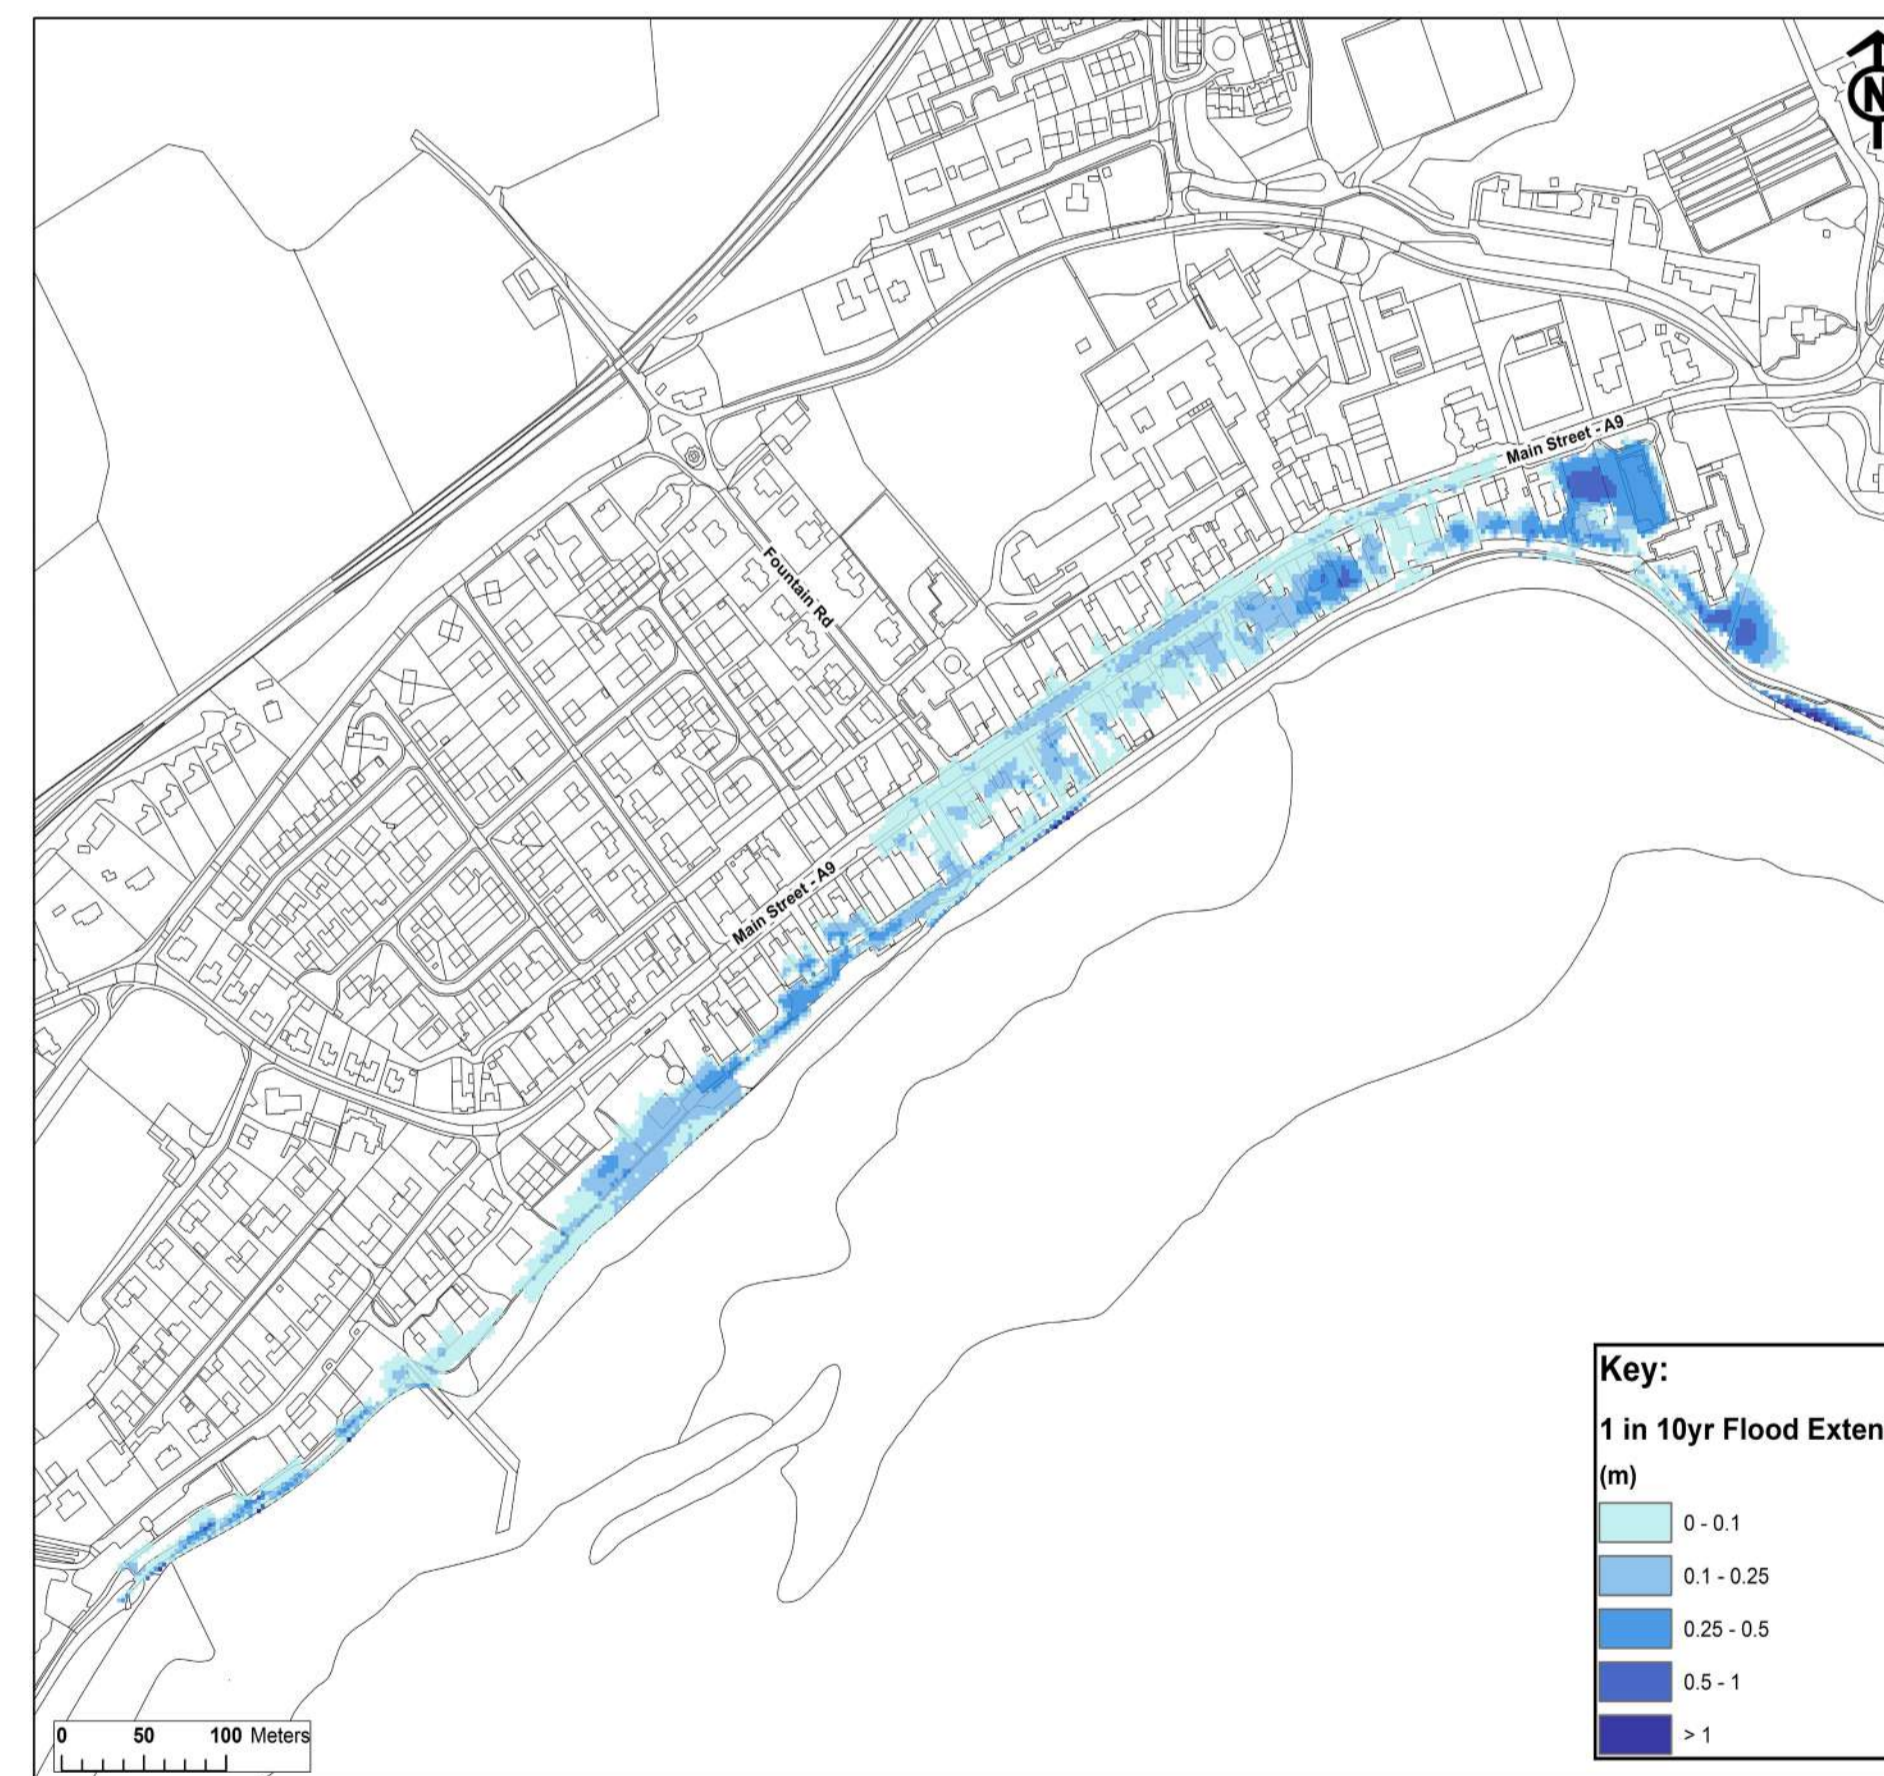 N
Main Street - A9
Fountain Rd
Main Street - A9
Key:
1 in 10yr Flood Exten
(m)
0 - 0.1
0.1 - 0.25
0.25 - 0.5
0.5 - 1
> 1
0 50 100 Meters